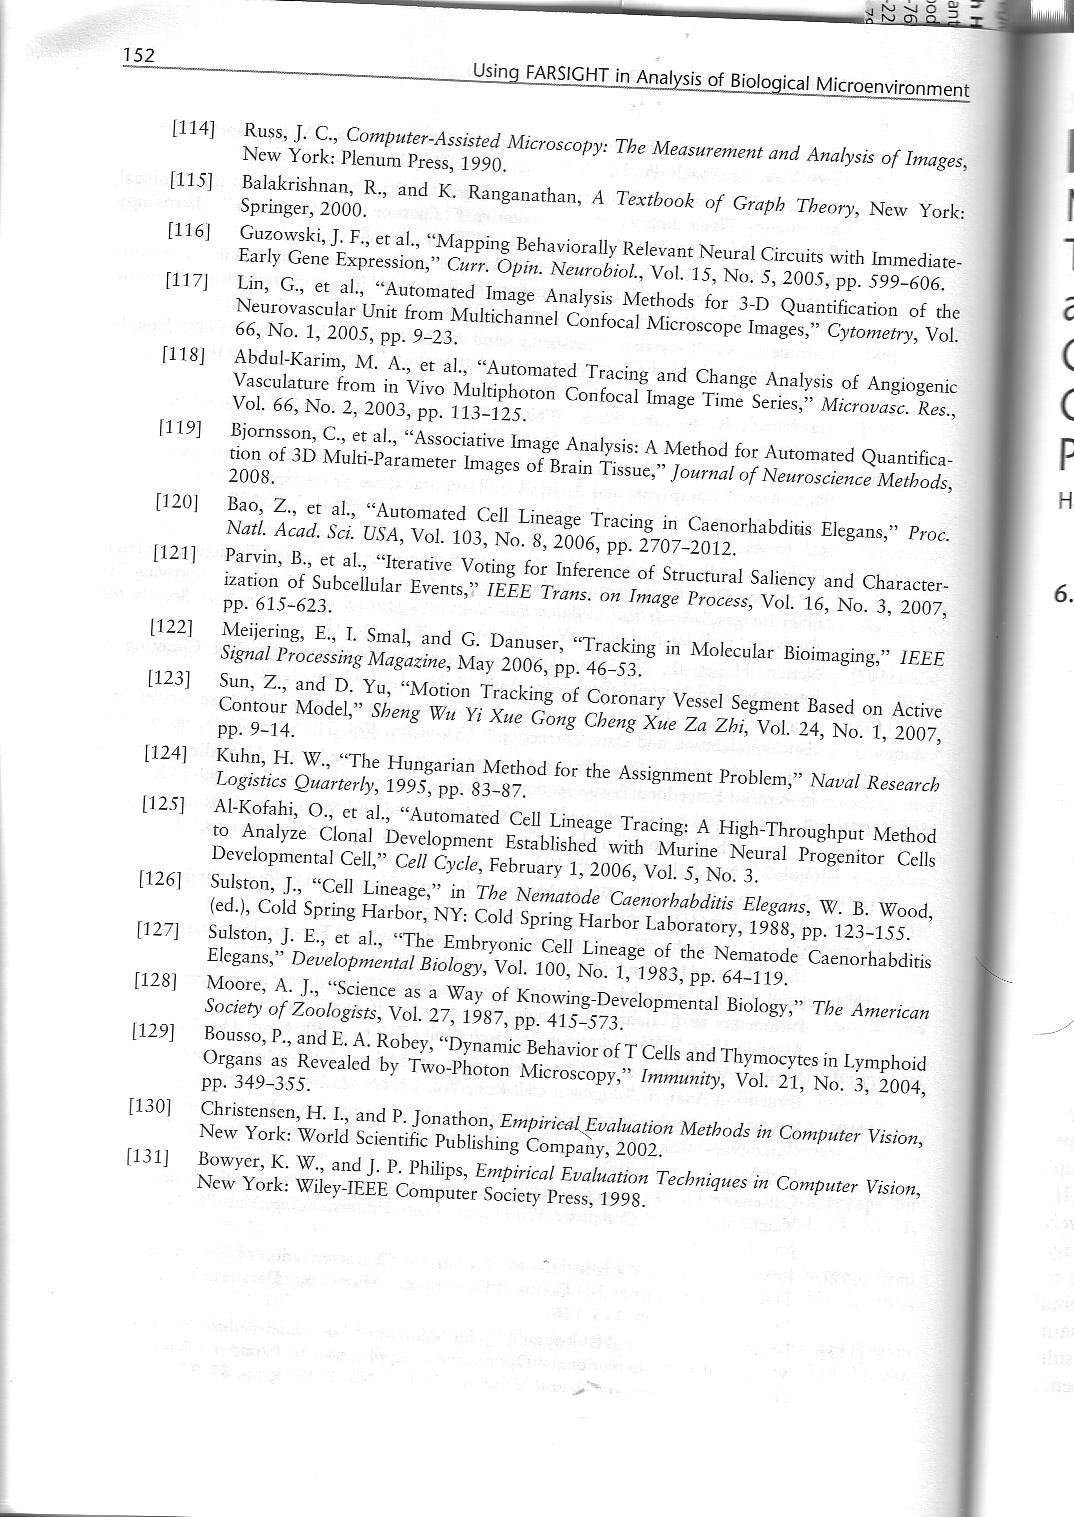 152
Using FARSIGHT in Analysis of Biological Microenvironment
[114] Russ, J. C., Computer-Assisted Microscopy: The Measurement and Analysis of Images,
New York: Plenum Press, 1990.
[115] Balakrishnan, R., and K. Ranganathan, A Textbook of Graph Theory, New York:
Springer, 2000.
[116] Guzowski, J. F., et al., “Mapping Behaviorally Relevant Neural Circuits with Immediate-
Early Gene Expression,” Curr. Opin. Neurobiol., Vol. 15, No. 5, 2005, pp. 599–606.
[117] Lin, G., et al., “Automated Image Analysis Methods for 3-D Quantification of the
Neurovascular Unit from Multichannel Confocal Microscope Images,” Cytometry, Vol.
66, No. 1, 2005, pp. 9–23.
[118] Abdul-Karim, M. A., et al., “Automated Tracing and Change Analysis of Angiogenic
Vasculature from in Vivo Multiphoton Confocal Image Time Series,” Microvasc. Res.,
Vol. 66, No. 2, 2003, pp. 113–125.
[119] Bjornsson, C., et al., “Associative Image Analysis: A Method for Automated Quantifica-
tion of 3D Multi-Parameter Images of Brain Tissue,” Journal of Neuroscience Methods,
2008.
[120] Bao, Z., et al., “Automated Cell Lineage Tracing in Caenorhabditis Elegans,” Proc.
Natl. Acad. Sci. USA, Vol. 103, No. 8, 2006, pp. 2707–2012.
[121] Parvin, B., et al., “Iterative Voting for Inference of Structural Saliency and Character-
ization of Subcellular Events,” IEEE Trans. on Image Process, Vol. 16, No. 3, 2007,
pp. 615–623.
[122] Meijering, E., I. Smal, and G. Danuser, “Tracking in Molecular Bioimaging,” IEEE
Signal Processing Magazine, May 2006, pp. 46–53.
[123] Sun, Z., and D. Yu, “Motion Tracking of Coronary Vessel Segment Based on Active
Contour Model,” Sheng Wu Yi Xue Gong Cheng Xue Za Zhi, Vol. 24, No. 1, 2007,
pp. 9–14.
[124] Kuhn, H. W., “The Hungarian Method for the Assignment Problem,” Naval Research
Logistics Quarterly, 1995, pp. 83–87.
[125] Al-Kofahi, O., et al., “Automated Cell Lineage Tracing: A High-Throughput Method
to Analyze Clonal Development Established with Murine Neural Progenitor Cells
Developmental Cell,” Cell Cycle, February 1, 2006, Vol. 5, No. 3.
[126] Sulston, J., “Cell Lineage,” in The Nematode Caenorhabditis Elegans, W. B. Wood,
(ed.), Cold Spring Harbor, NY: Cold Spring Harbor Laboratory, 1988, pp. 123–155.
[127] Sulston, J. E., et al., “The Embryonic Cell Lineage of the Nematode Caenorhabditis
Elegans,” Developmental Biology, Vol. 100, No. 1, 1983, pp. 64–119.
[128] Moore, A. J., “Science as a Way of Knowing-Developmental Biology,” The American
Society of Zoologists, Vol. 27, 1987, pp. 415–573.
[129] Bousso, P., and E. A. Robey, “Dynamic Behavior of T Cells and Thymocytes in Lymphoid
Organs as Revealed by Two-Photon Microscopy,” Immunity, Vol. 21, No. 3, 2004,
pp. 349–355.
[130] Christensen, H. I., and P. Jonathon, Empirical Evaluation Methods in Computer Vision,
New York: World Scientific Publishing Company, 2002.
[131] Bowyer, K. W., and J. P. Philips, Empirical Evaluation Techniques in Computer Vision,
New York: Wiley-IEEE Computer Society Press, 1998.
6.